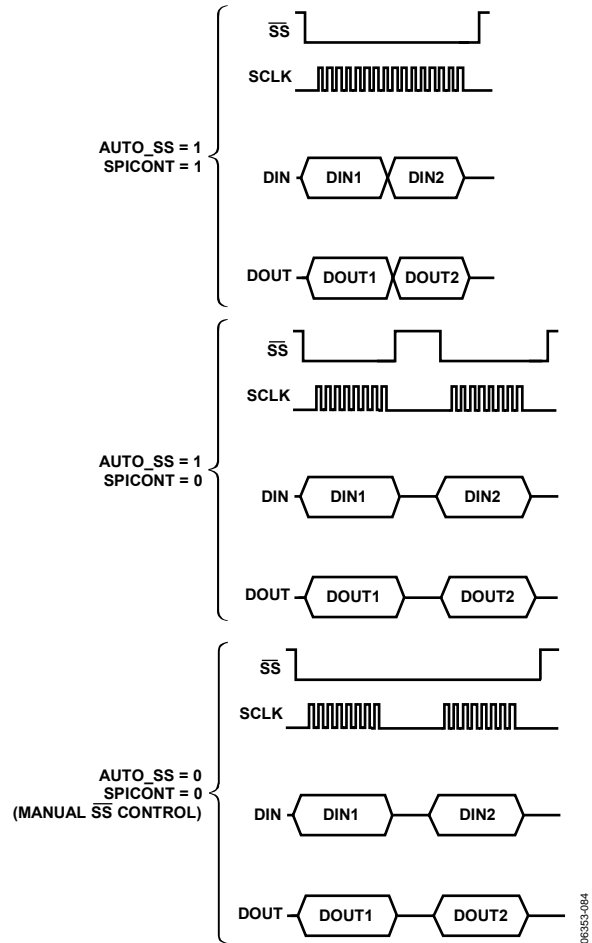 SS
SCLK
AUTO_SS = 1
SPICONT = 1
DIN DIN1 DIN2
DOUT DOUT1 DOUT2
SS
SCLK
AUTO_SS = 1
SPICONT = 0
DIN DIN1 DIN2
DOUT DOUT1 DOUT2
SS
SCLK
AUTO_SS = 0
SPICONT = 0
(MANUAL SS CONTROL)
DIN DIN1 DIN2
DOUT DOUT1 DOUT2
06353-084